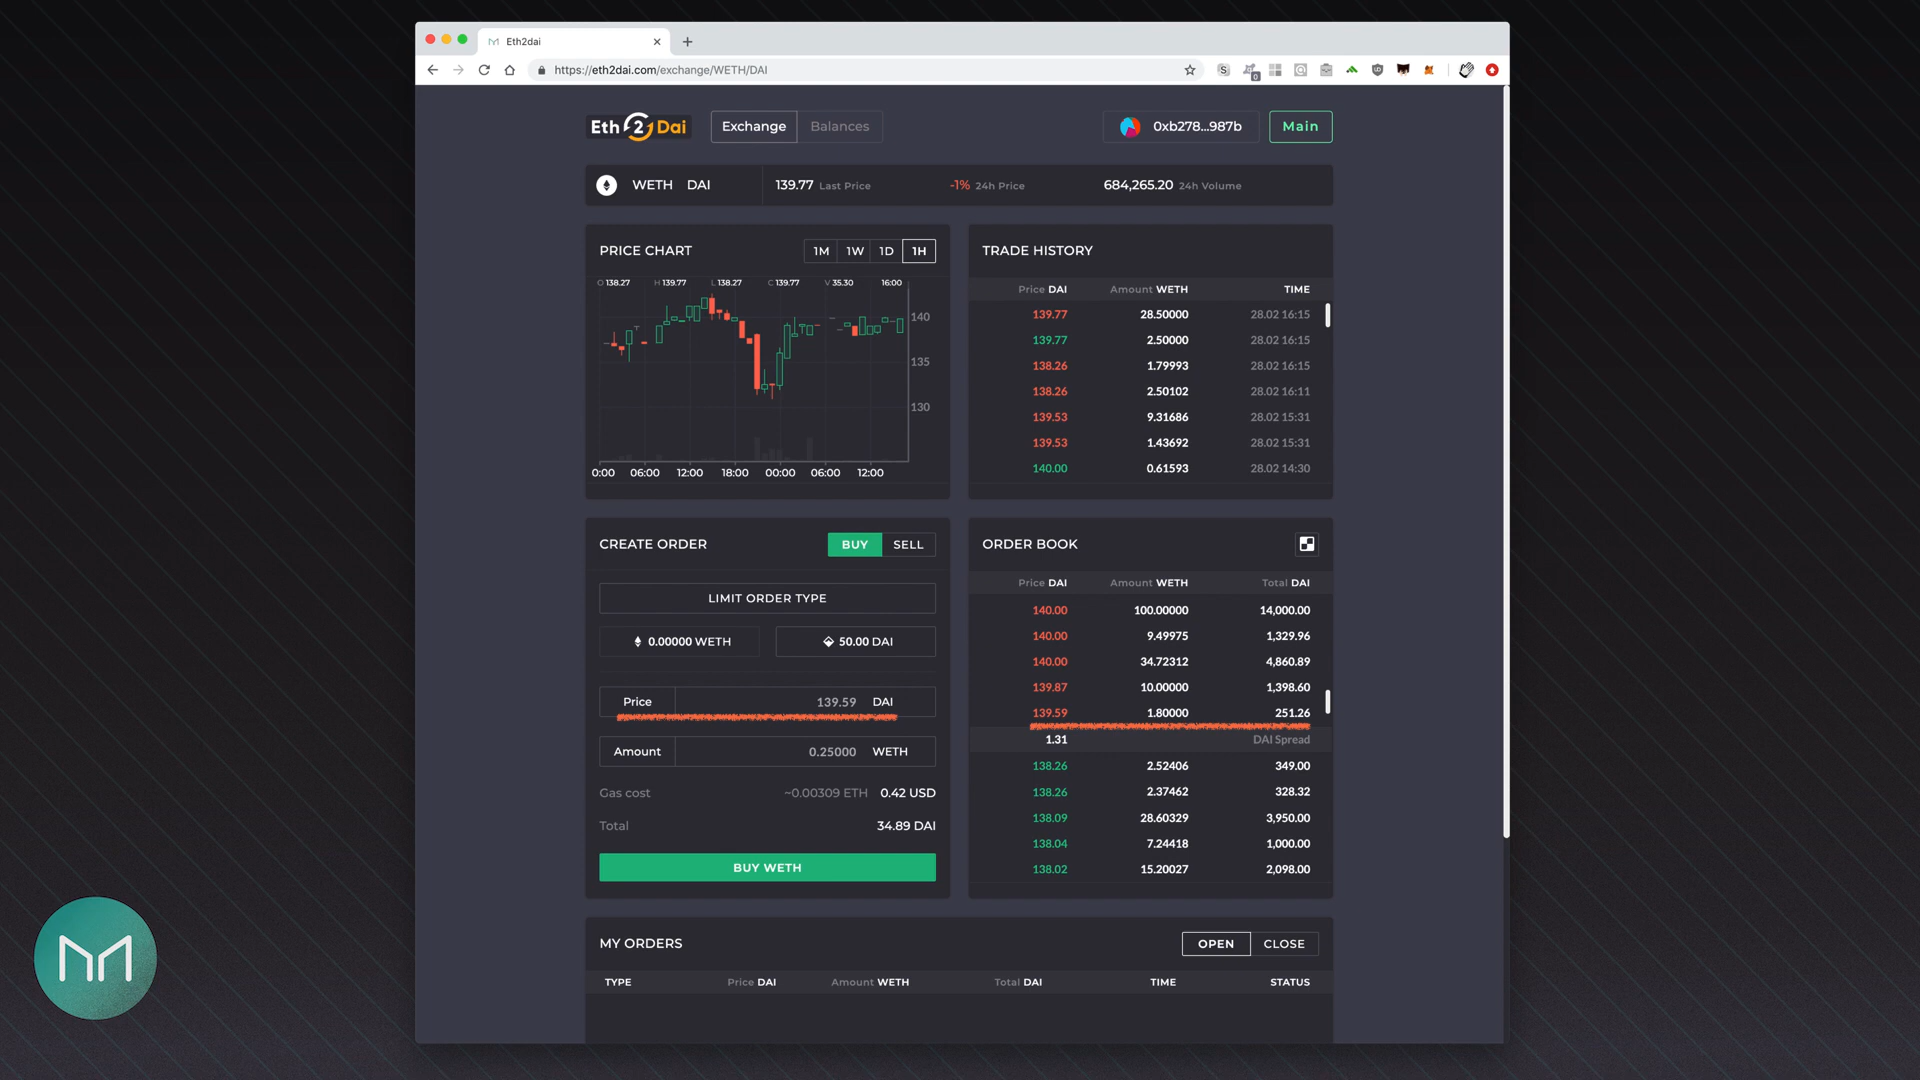 Eth2dai
https://eth2dai.com/exchange/WETH/DAI
0
Eth 2 Dai
Exchange
Balances
0xb278...987b
Main
WETH DAI
139.77 Last Price
-1% 24h Price
684,265.20 24h Volume
PRICE CHART
1M 1W 1D 1H
O 138.27 H 139.77 L 138.27 C 139.77 V 35.30 16:00
140
135
130
0:00 06:00 12:00 18:00 00:00 06:00 12:00
TRADE HISTORY
Price DAI Amount WETH TIME
139.77 28.50000 28.02 16:15
139.77 2.50000 28.02 16:15
138.26 1.79993 28.02 16:15
138.26 2.50102 28.02 16:11
139.53 9.31686 28.02 15:31
139.53 1.43692 28.02 15:31
140.00 0.61593 28.02 14:30
CREATE ORDER
BUY SELL
LIMIT ORDER TYPE
0.00000 WETH
50.00 DAI
Price 139.59 DAI
Amount 0.25000 WETH
Gas cost ~0.00309 ETH 0.42 USD
Total 34.89 DAI
BUY WETH
ORDER BOOK
Price DAI Amount WETH Total DAI
140.00 100.00000 14,000.00
140.00 9.49975 1,329.96
140.00 34.72312 4,860.89
139.87 10.00000 1,398.60
139.59 1.80000 251.26
1.31 DAI Spread
138.26 2.52406 349.00
138.26 2.37462 328.32
138.09 28.60329 3,950.00
138.04 7.24418 1,000.00
138.02 15.20027 2,098.00
MY ORDERS
OPEN CLOSE
TYPE Price DAI Amount WETH Total DAI TIME STATUS